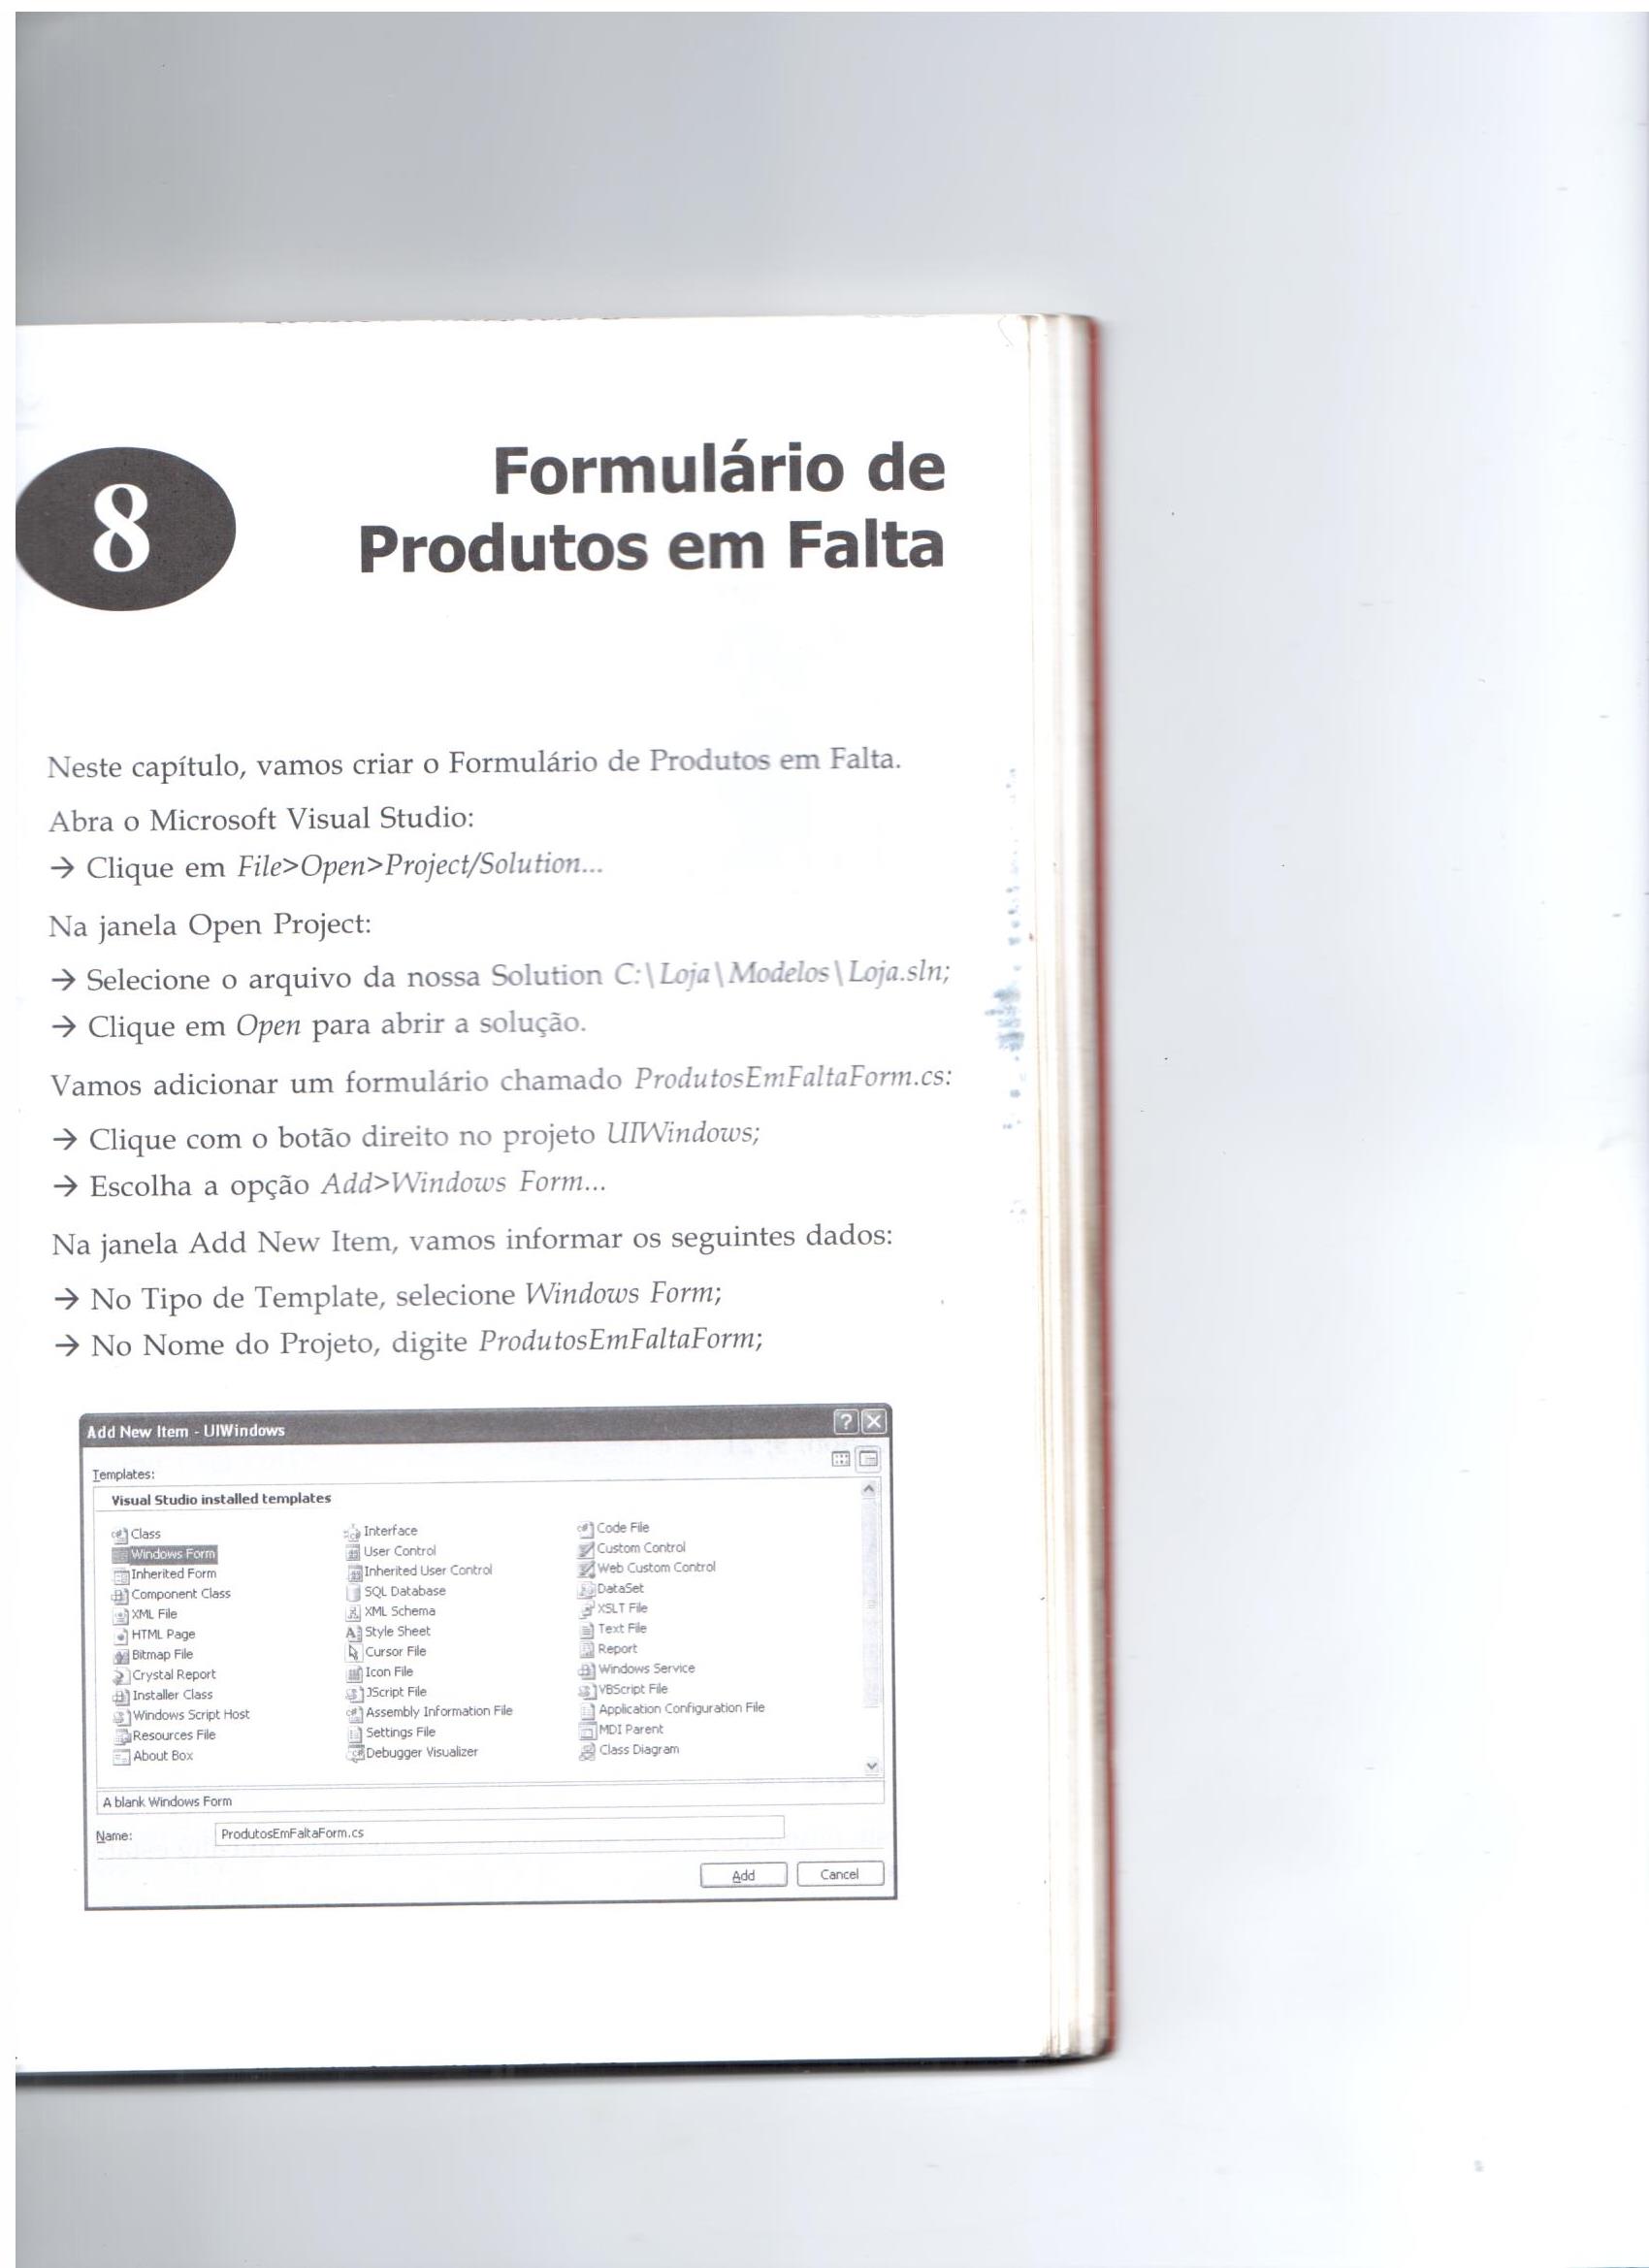 8
Formulário de
Produtos em Falta
Neste capítulo, vamos criar o Formulário de Produtos em Falta.
Abra o Microsoft Visual Studio:
→ Clique em File>Open>Project/Solution...
Na janela Open Project:
→ Selecione o arquivo da nossa Solution C:\Loja\Modelos\Loja.sln;
→ Clique em Open para abrir a solução.
Vamos adicionar um formulário chamado ProdutosEmFaltaForm.cs:
→ Clique com o botão direito no projeto UIWindows;
→ Escolha a opção Add>Windows Form...
Na janela Add New Item, vamos informar os seguintes dados:
→ No Tipo de Template, selecione Windows Form;
→ No Nome do Projeto, digite ProdutosEmFaltaForm;
Add New Item - UIWindows
Templates:
Visual Studio installed templates
Class
Windows Form
Inherited Form
Component Class
XML File
HTML Page
Bitmap File
Crystal Report
Installer Class
Windows Script Host
Resources File
About Box
Interface
User Control
Inherited User Control
SQL Database
XML Schema
Style Sheet
Cursor File
Icon File
JScript File
Assembly Information File
Settings File
Debugger Visualizer
Code File
Custom Control
Web Custom Control
DataSet
XSLT File
Text File
Report
Windows Service
VBScript File
Application Configuration File
MDI Parent
Class Diagram
A blank Windows Form
Name: ProdutosEmFaltaForm.cs
Add Cancel